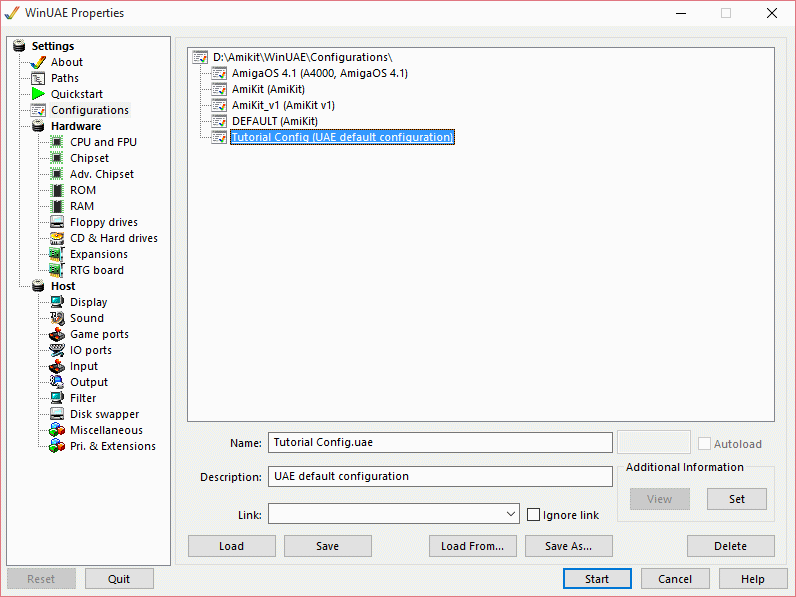 WinUAE Properties
Settings
About
Paths
Quickstart
Configurations
Hardware
CPU and FPU
Chipset
Adv. Chipset
ROM
RAM
Floppy drives
CD & Hard drives
Expansions
RTG board
Host
Display
Sound
Game ports
IO ports
Input
Output
Filter
Disk swapper
Miscellaneous
Pri. & Extensions
D:\Amikit\WinUAE\Configurations\
AmigaOS 4.1 (A4000, AmigaOS 4.1)
AmiKit (AmiKit)
AmiKit_v1 (AmiKit v1)
DEFAULT (AmiKit)
Tutorial Config (UAE default configuration)
Name: Tutorial Config.uae
Autoload
Description: UAE default configuration
Additional Information
View Set
Link:
Ignore link
Load Save Load From... Save As... Delete
Reset Quit Start Cancel Help